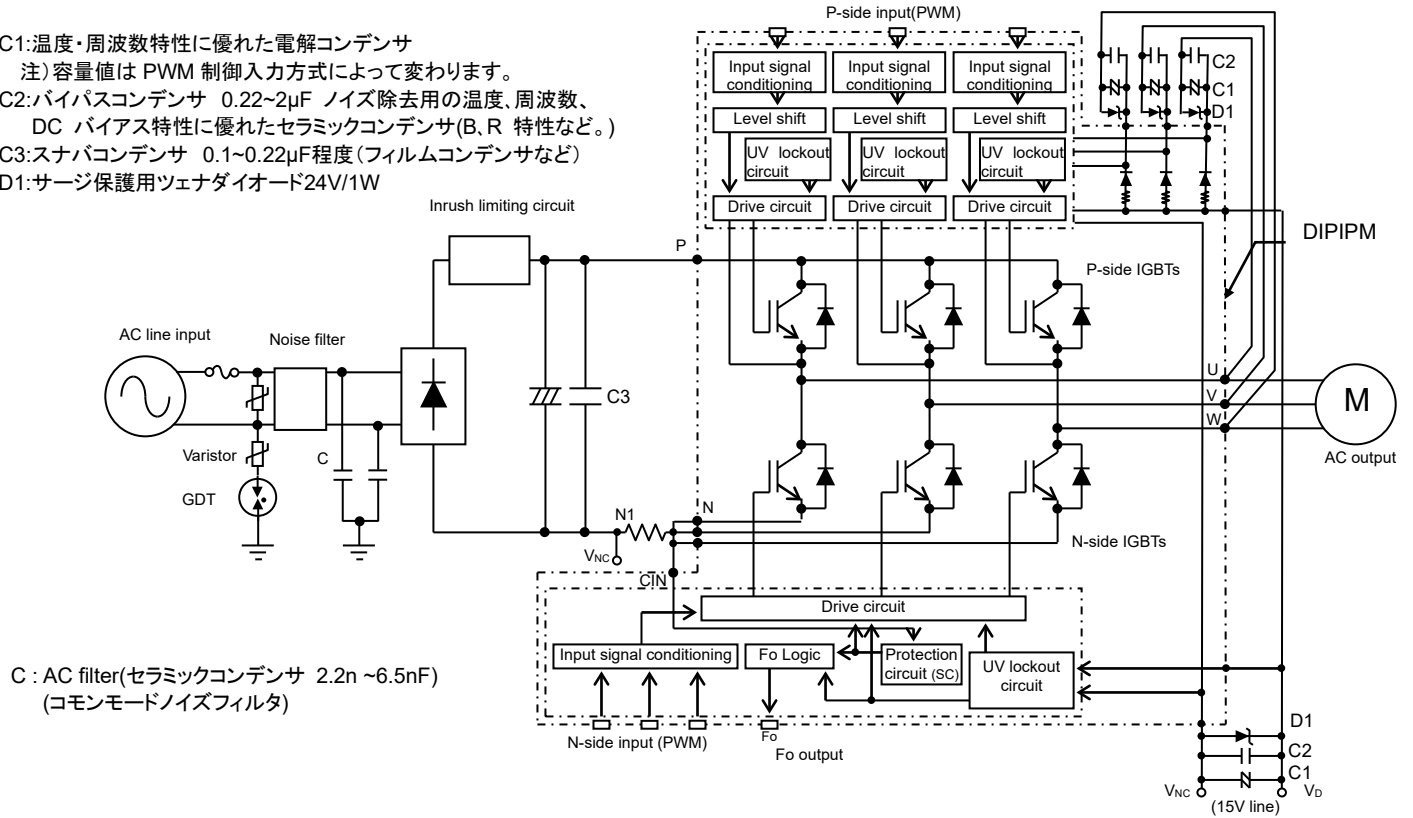 P-side input(PWM)
C1:温度・周波数特性に優れた電解コンデンサ
注)容量値は PWM 制御入力方式によって変わります。
C2:バイパスコンデンサ 0.22~2μF ノイズ除去用の温度、周波数、
DC バイアス特性に優れたセラミックコンデンサ(B、R 特性など。)
C3:スナバコンデンサ 0.1~0.22μF程度(フィルムコンデンサなど)
D1:サージ保護用ツェナダイオード24V/1W
Input signal
conditioning
Input signal
conditioning
Input signal
conditioning
Level shift
Level shift
Level shift
UV lockout
circuit
UV lockout
circuit
UV lockout
circuit
Drive circuit
Drive circuit
Drive circuit
C2
C1
D1
DIPIPM
Inrush limiting circuit
P
P-side IGBTs
AC line input
Noise filter
C3
U
V
W
M
AC output
Varistor
C
GDT
N1
N
VNC
CIN
N-side IGBTs
Drive circuit
Input signal conditioning
Fo Logic
Protection
circuit (SC)
UV lockout
circuit
C : AC filter(セラミックコンデンサ 2.2n ~6.5nF)
(コモンモードノイズフィルタ)
N-side input (PWM)
Fo
Fo output
D1
C2
C1
VNC
VD
(15V line)